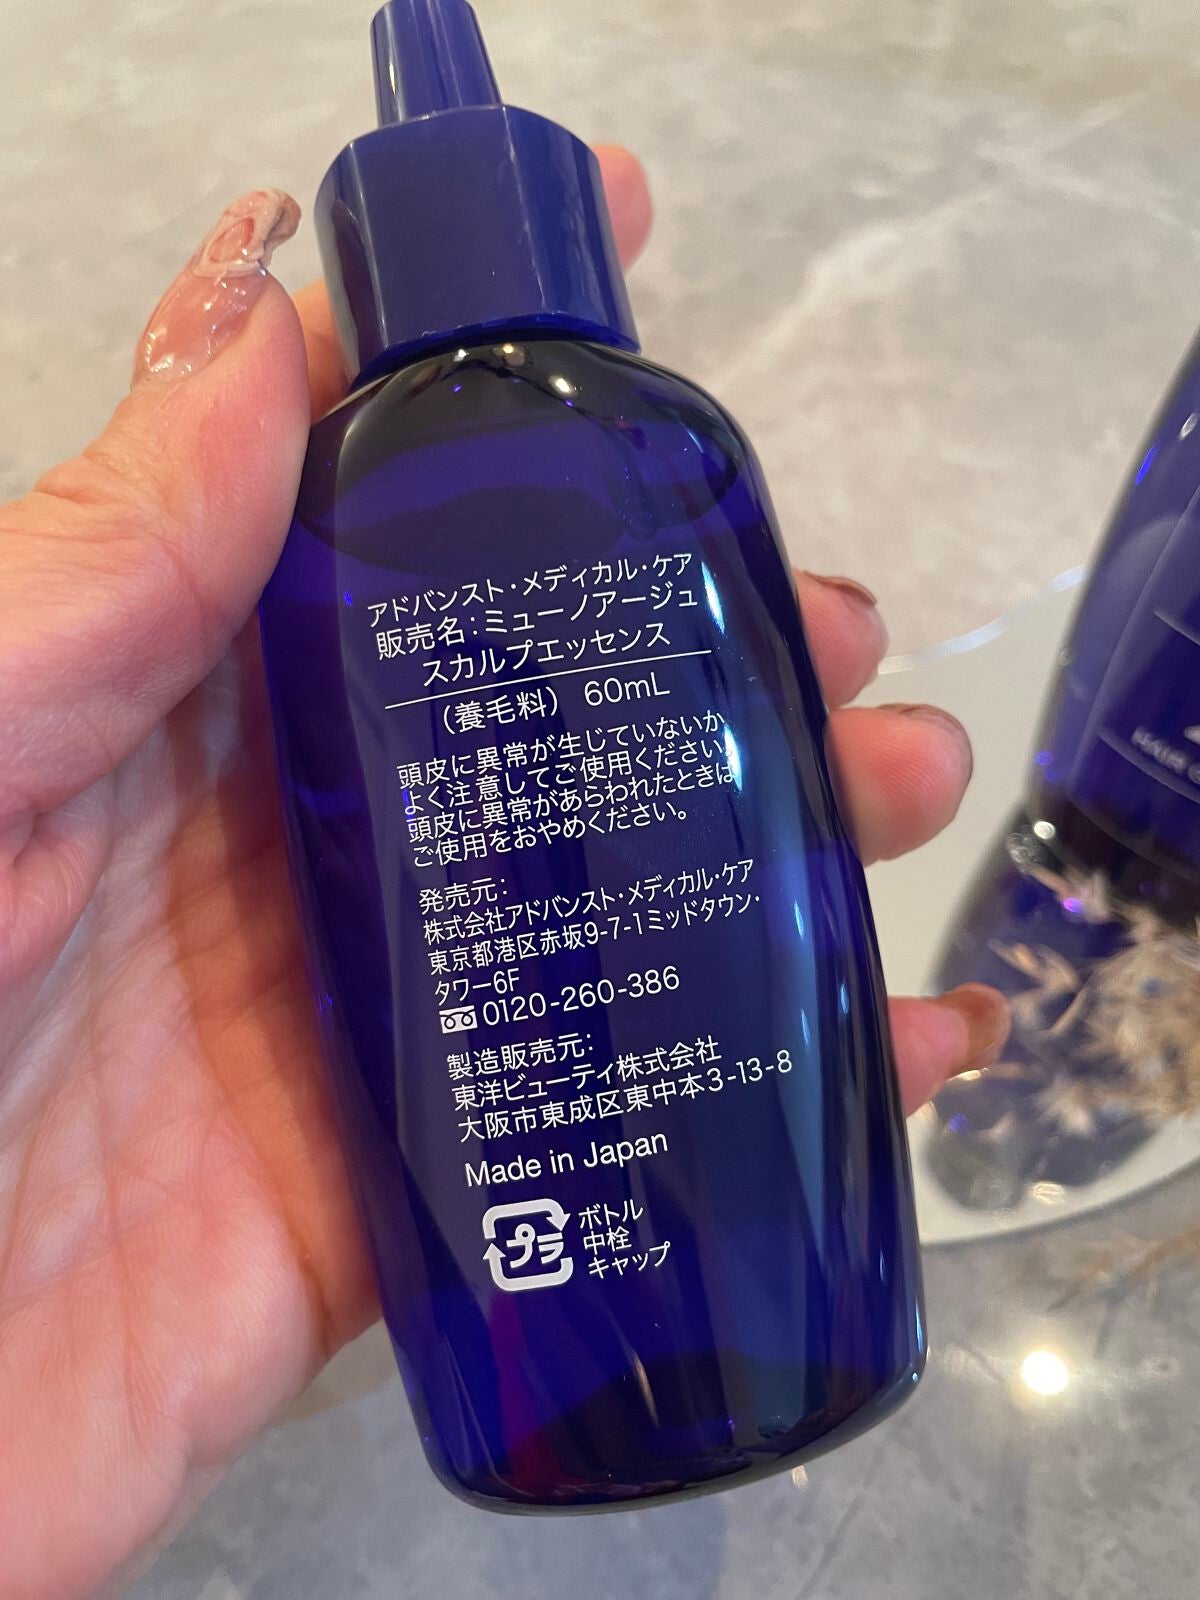 アドバンスト・メディカル・ケア
販売名：ミューノアージュ
スカルプエッセンス
（養毛料） 60mL
頭皮に異常が生じていないか
よく注意してご使用ください。
頭皮に異常があらわれたときは
ご使用をおやめください。
発売元：
株式会社アドバンスト・メディカル・ケア
東京都港区赤坂9-7-1ミッドタウン・
タワー6F
0120-260-386
製造販売元：
東洋ビューティ株式会社
大阪市東成区東中本3-13-8
Made in Japan
プラ
ボトル
中栓
キャップ
HAIR